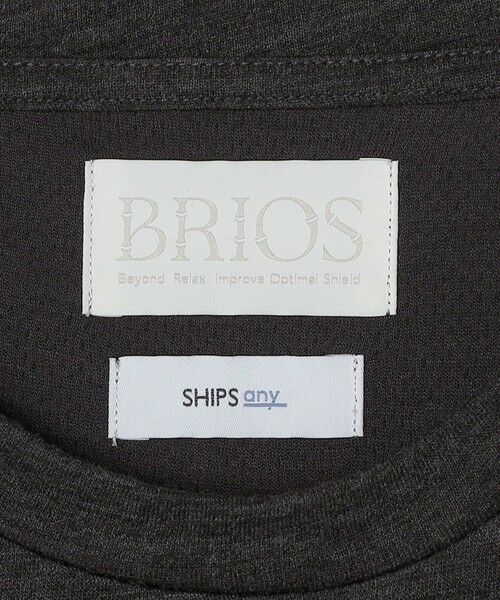 BRIOS
Beyond Relax Improve Optimal Shield
SHIPS any